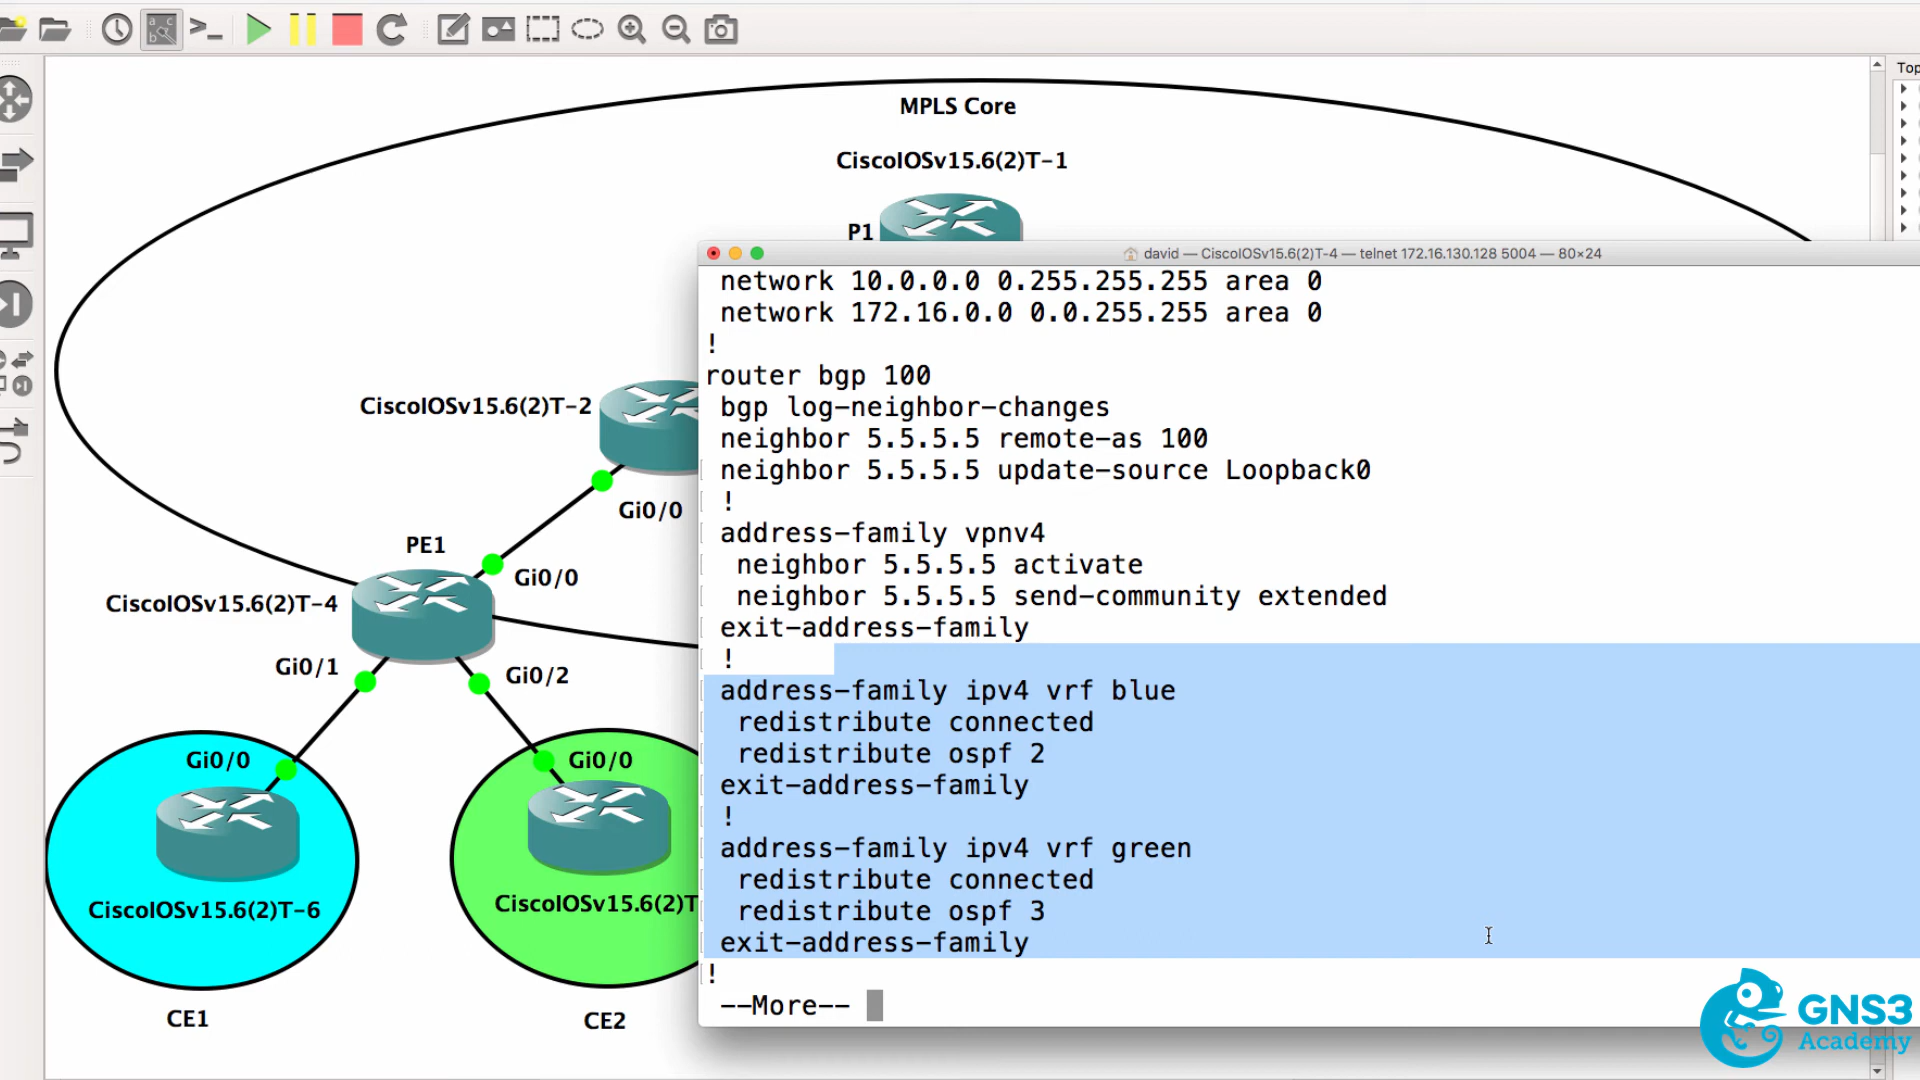 Top
MPLS Core
CiscoIOSv15.6(2)T-1
P1
david — CiscoIOSv15.6(2)T-4 — telnet 172.16.130.128 5004 — 80×24
network 10.0.0.0 0.255.255.255 area 0
network 172.16.0.0 0.0.255.255 area 0
!
router bgp 100
bgp log-neighbor-changes
neighbor 5.5.5.5 remote-as 100
neighbor 5.5.5.5 update-source Loopback0
!
address-family vpnv4
neighbor 5.5.5.5 activate
neighbor 5.5.5.5 send-community extended
exit-address-family
!
address-family ipv4 vrf blue
redistribute connected
redistribute ospf 2
exit-address-family
!
address-family ipv4 vrf green
redistribute connected
redistribute ospf 3
exit-address-family
!
--More--
CiscoIOSv15.6(2)T-2
Gi0/0
PE1
Gi0/0
CiscoIOSv15.6(2)T-4
Gi0/1
Gi0/2
Gi0/0
Gi0/0
CiscoIOSv15.6(2)T-6
CiscoIOSv15.6(2)T
CE1
CE2
GNS3
Academy